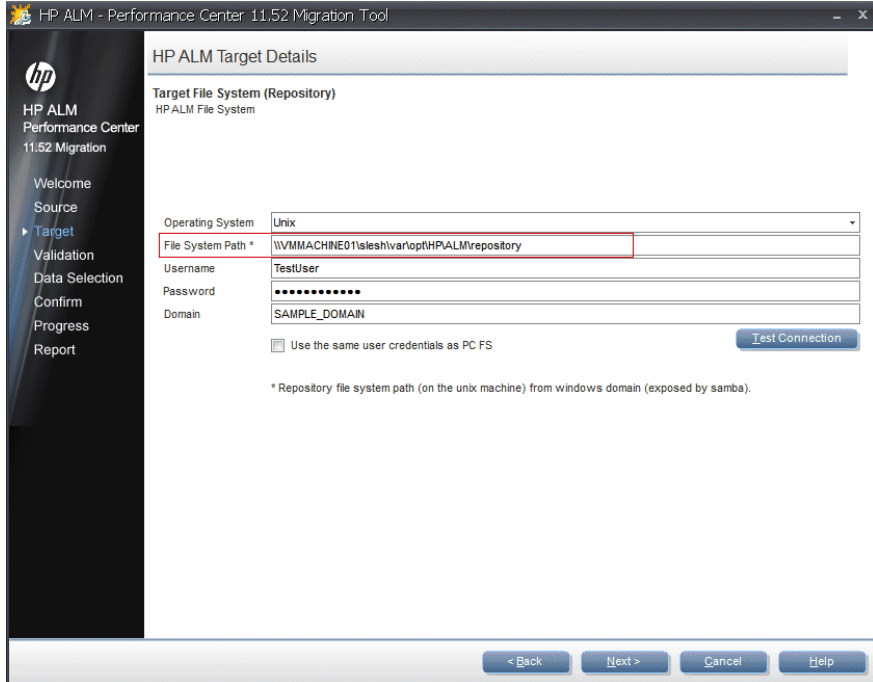 HP ALM - Performance Center 11.52 Migration Tool
hp
HP ALM
Performance Center
11.52 Migration
Welcome
Source
Target
Validation
Data Selection
Confirm
Progress
Report
HP ALM Target Details
Target File System (Repository)
HP ALM File System
Operating System Unix
File System Path * \\VMMACHINE01\slesh\var\opt\HP\ALM\repository
Username TestUser
Password ●●●●●●●●●●●●
Domain SAMPLE_DOMAIN
Use the same user credentials as PC FS
Test Connection
* Repository file system path (on the unix machine) from windows domain (exposed by samba).
< Back Next > Cancel Help